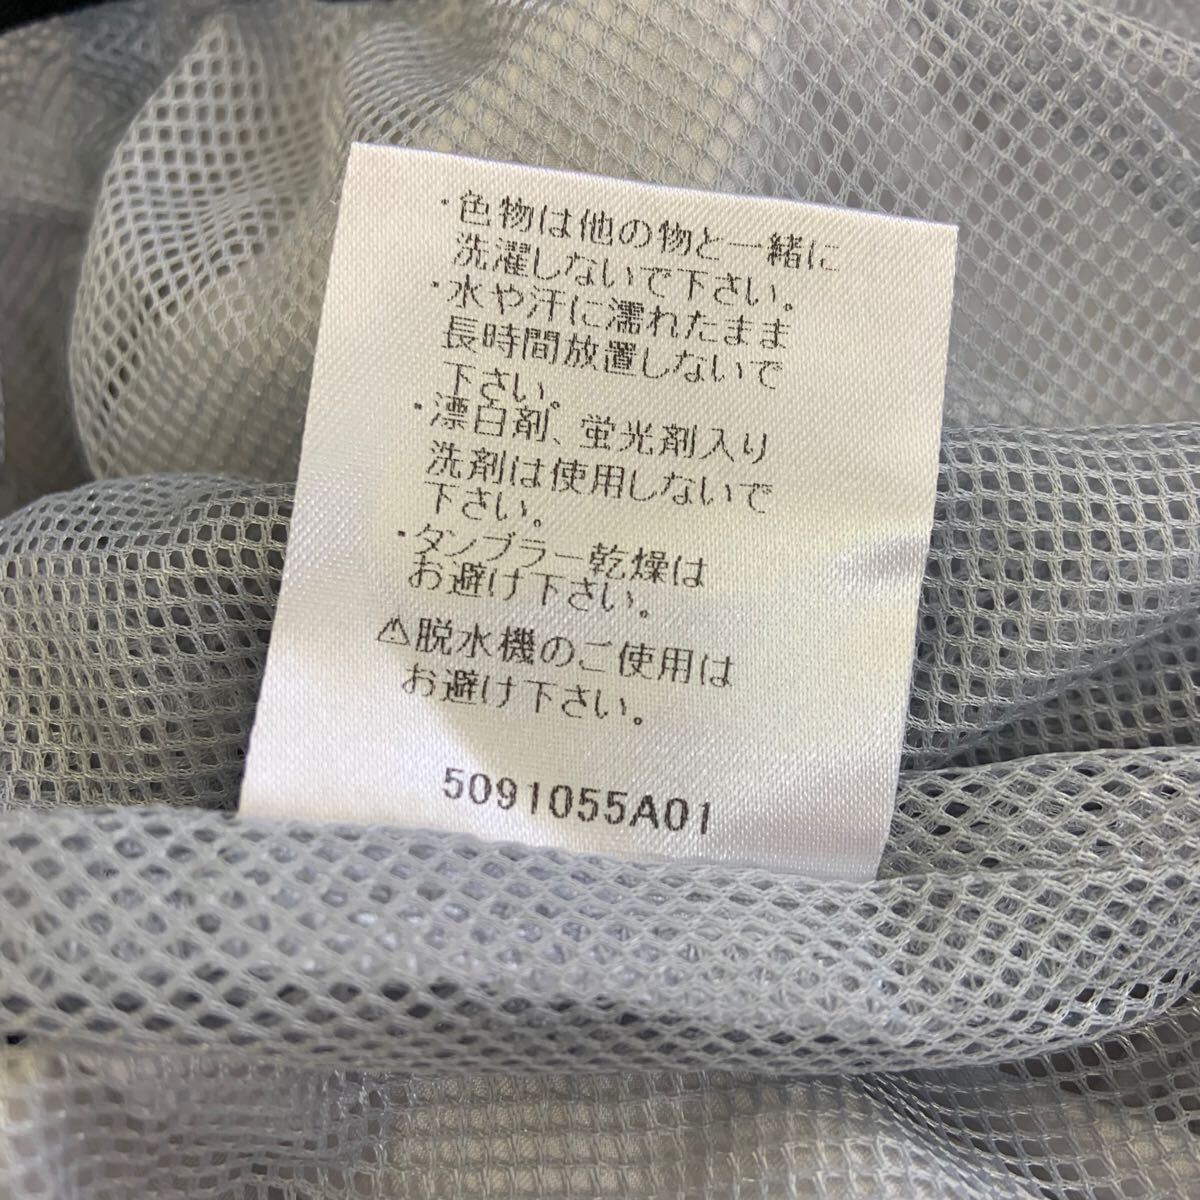 ・色物は他の物と一緒に
洗濯しないで下さい。
・水や汗に濡れたまま
長時間放置しないで
下さい。
・漂白剤、蛍光剤入り
洗剤は使用しないで
下さい。
・タンブラー乾燥は
お避け下さい。
⚠脱水機のご使用は
お避け下さい。
5091055A01